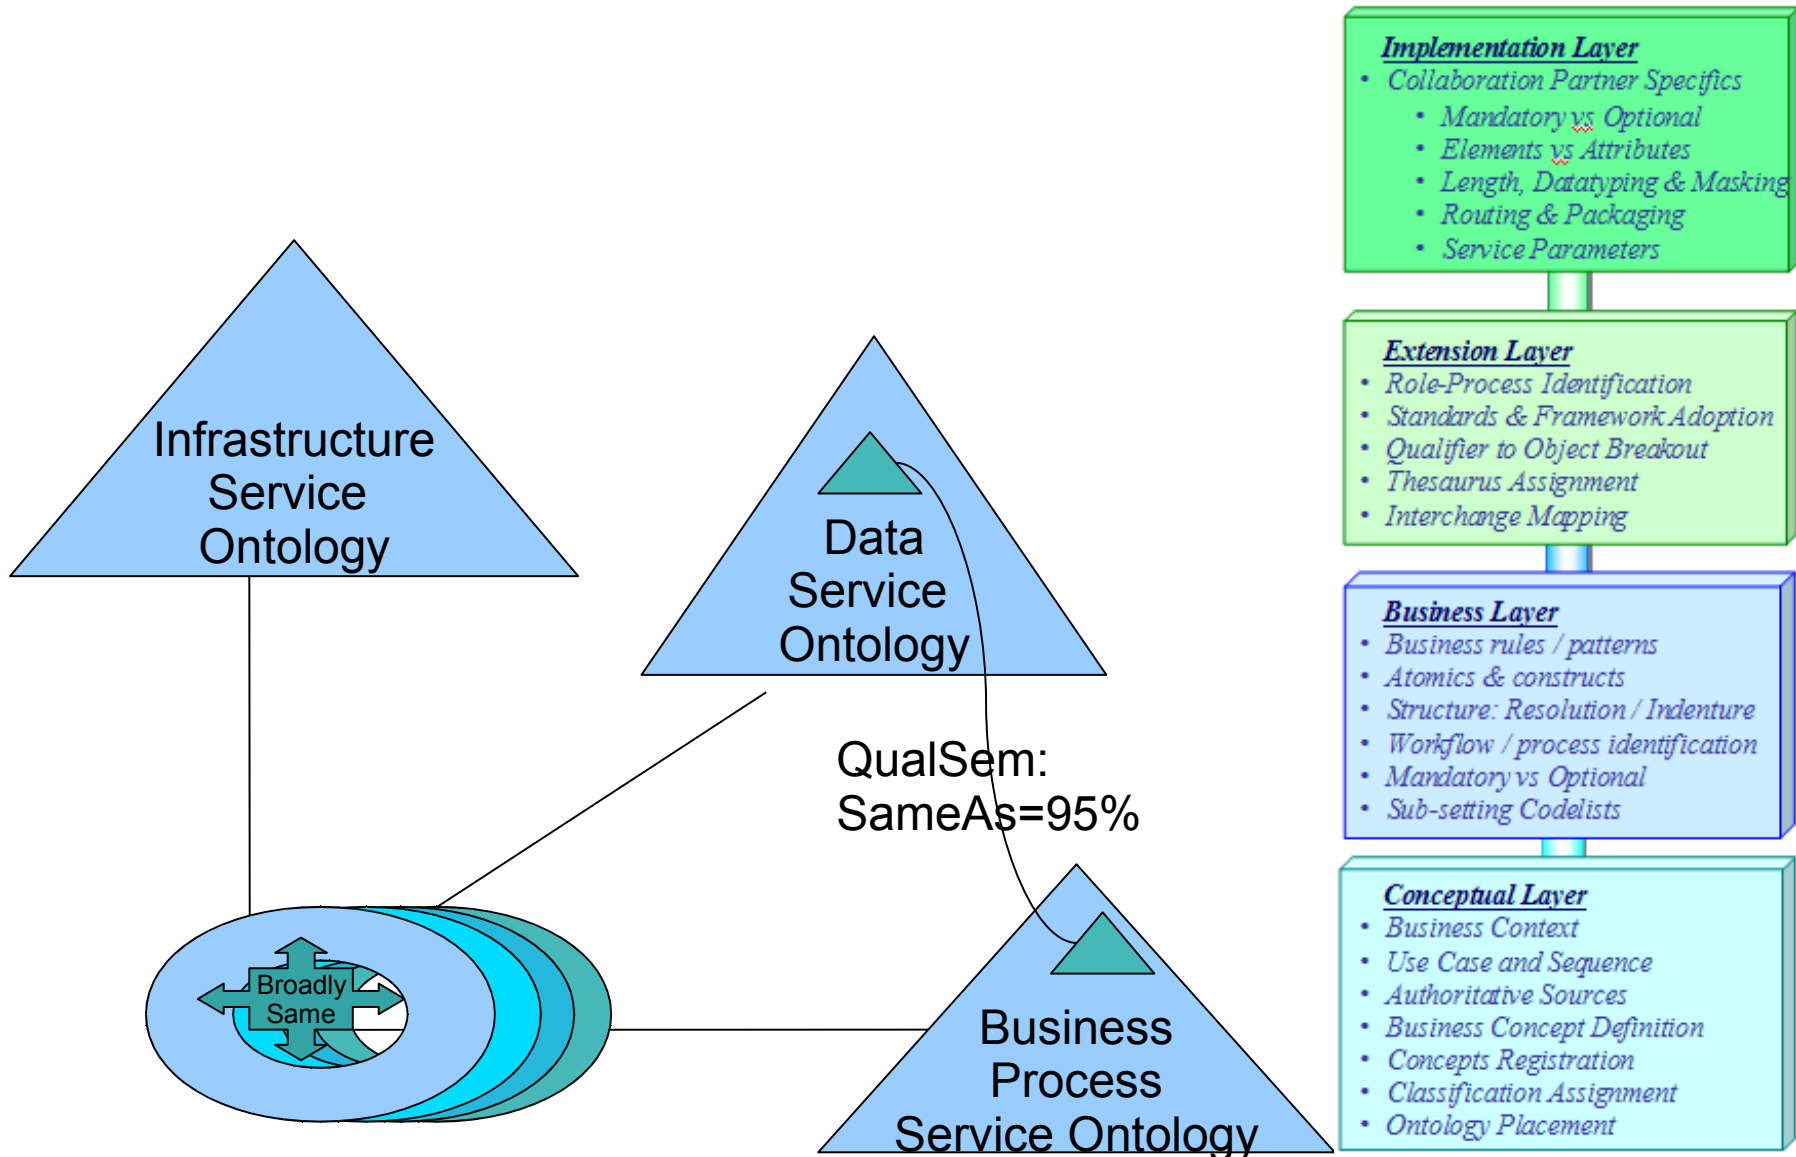 Infrastructure
Service
Ontology
Data
Service
Ontology
QualSem:
SameAs=95%
Broadly
Same
Business
Process
Service Ontology
Implementation Layer
• Collaboration Partner Specifics
• Mandatory vs Optional
• Elements vs Attributes
• Length, Datatyping & Masking
• Routing & Packaging
• Service Parameters
Extension Layer
• Role-Process Identification
• Standards & Framework Adoption
• Qualifier to Object Breakout
• Thesaurus Assignment
• Interchange Mapping
Business Layer
• Business rules / patterns
• Atomics & constructs
• Structure: Resolution / Indenture
• Workflow / process identification
• Mandatory vs Optional
• Sub-setting Codelists
Conceptual Layer
• Business Context
• Use Case and Sequence
• Authoritative Sources
• Business Concept Definition
• Concepts Registration
• Classification Assignment
• Ontology Placement